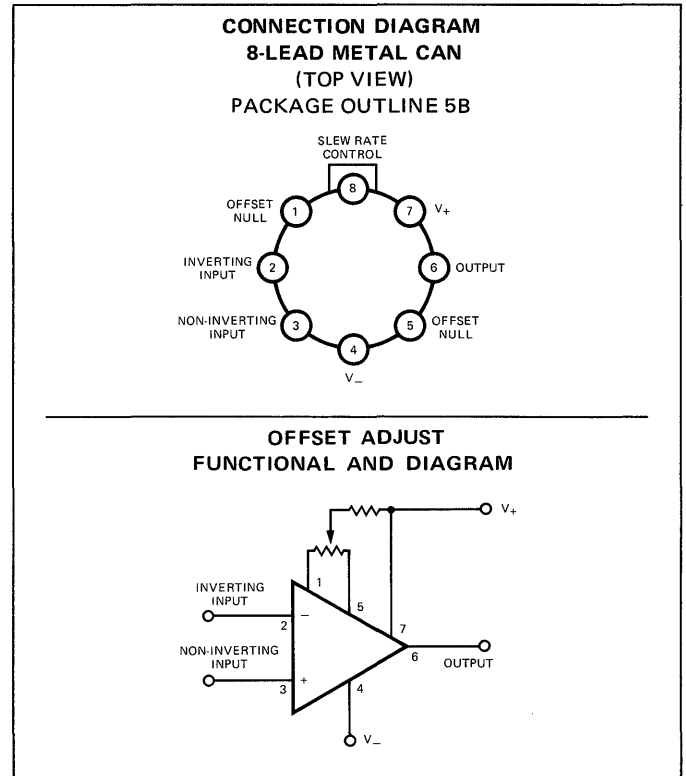 CONNECTION DIAGRAM
8-LEAD METAL CAN
(TOP VIEW)
PACKAGE OUTLINE 5B
SLEW RATE
CONTROL
8
OFFSET
NULL
1
7
V+
INVERTING
INPUT
2
6
OUTPUT
NON-INVERTING
INPUT
3
5
OFFSET
NULL
4
V–
OFFSET ADJUST
FUNCTIONAL AND DIAGRAM
V+
1
5
INVERTING
INPUT
2
–
7
6
OUTPUT
NON-INVERTING
INPUT
3
+
4
V–